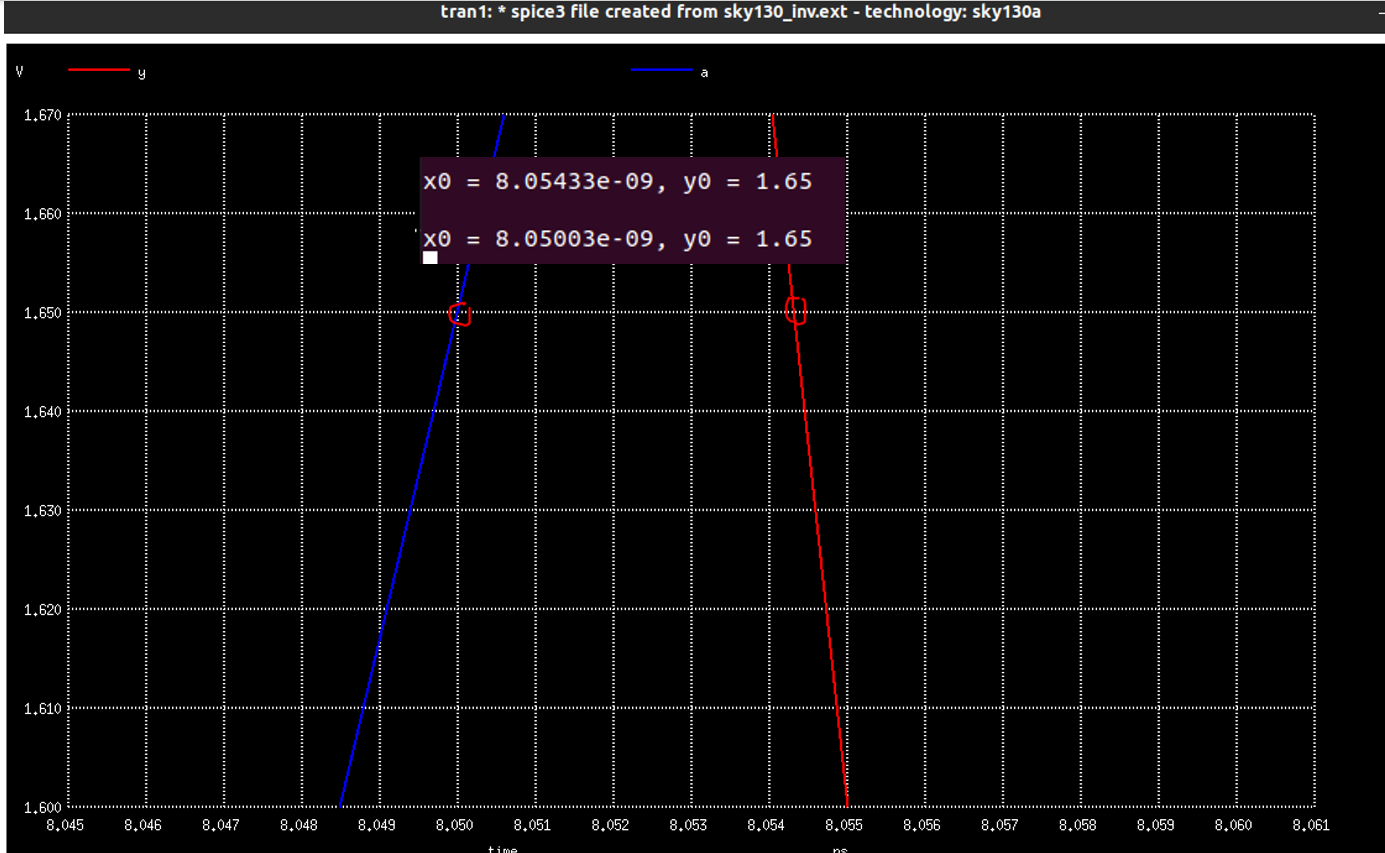 tran1: * spice3 file created from sky130_inv.ext - technology: sky130a
V y a
1.670
x0 = 8.05433e-09, y0 = 1.65
1.660
x0 = 8.05003e-09, y0 = 1.65
1.650
1.640
1.630
1.620
1.610
1.600
8.045 8.046 8.047 8.048 8.049 8.050 8.051 8.052 8.053 8.054 8.055 8.056 8.057 8.058 8.059 8.060 8.061
time ns